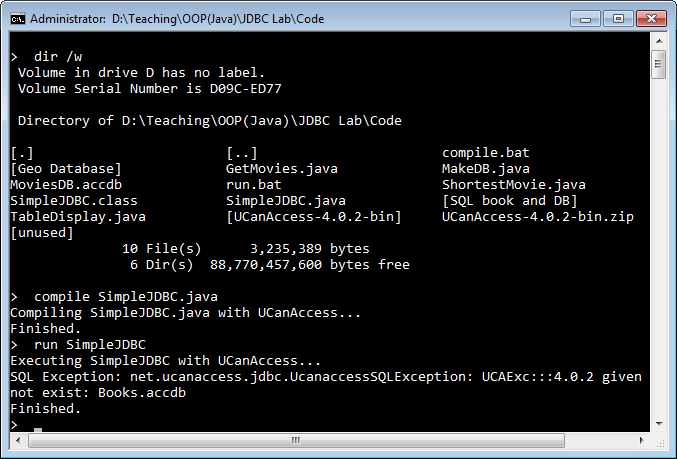 Administrator: D:\Teaching\OOP(Java)\JDBC Lab\Code
> dir /w
Volume in drive D has no label.
Volume Serial Number is D09C-ED77
Directory of D:\Teaching\OOP(Java)\JDBC Lab\Code
[.] [..] compile.bat
[Geo Database] GetMovies.java MakeDB.java
MoviesDB.accdb run.bat ShortestMovie.java
SimpleJDBC.class SimpleJDBC.java [SQL book and DB]
TableDisplay.java [UCanAccess-4.0.2-bin] UCanAccess-4.0.2-bin.zip
[unused]
10 File(s) 3,235,389 bytes
6 Dir(s) 88,770,457,600 bytes free
> compile SimpleJDBC.java
Compiling SimpleJDBC.java with UCanAccess...
Finished.
> run SimpleJDBC
Executing SimpleJDBC with UCanAccess...
SQL Exception: net.ucanaccess.jdbc.UcanaccessSQLException: UCAExc:::4.0.2 given
not exist: Books.accdb
Finished.
> _